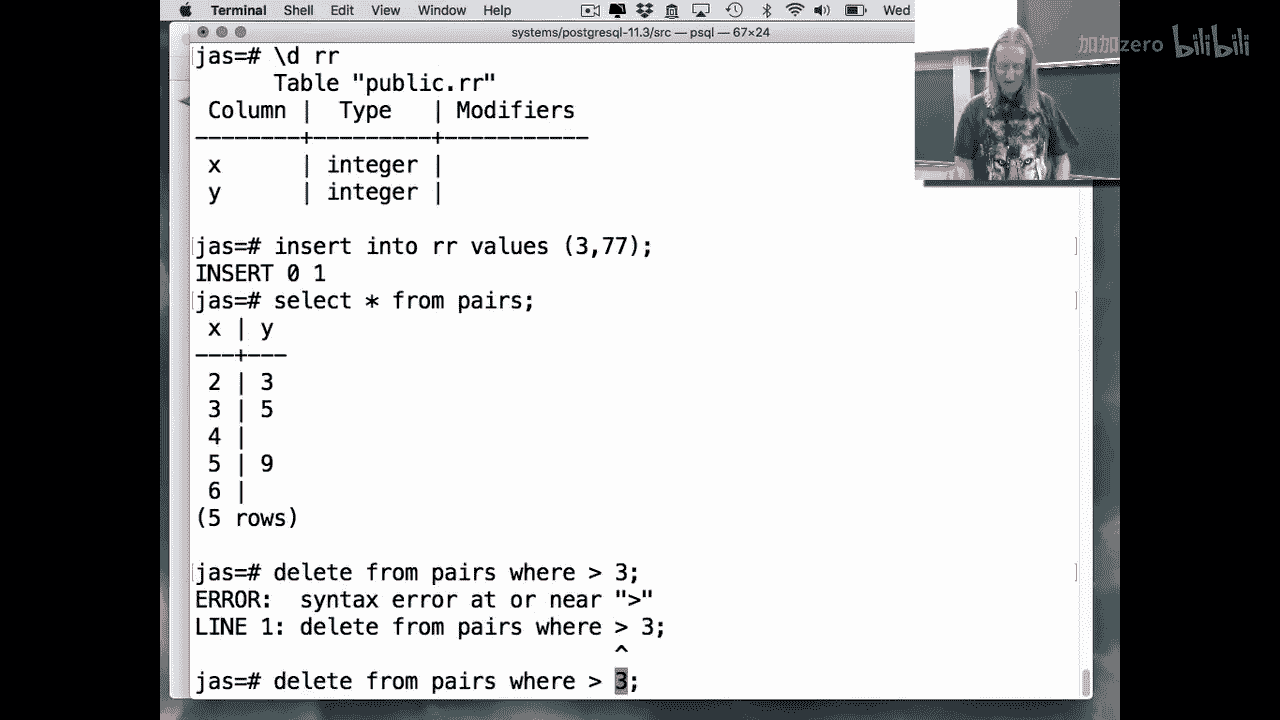 Terminal Shell Edit View Window Help Wed
systems/postgresql-11.3/src — psql — 67×24
加加zero bilibili
jas=# \d rr
Table "public.rr"
Column | Type | Modifiers
--------+---------+-----------
x | integer |
y | integer |
jas=# insert into rr values (3,77);
INSERT 0 1
jas=# select * from pairs;
x | y
---+---
2 | 3
3 | 5
4 |
5 | 9
6 |
(5 rows)
jas=# delete from pairs where > 3;
ERROR: syntax error at or near ">"
LINE 1: delete from pairs where > 3;
^
jas=# delete from pairs where > 3;